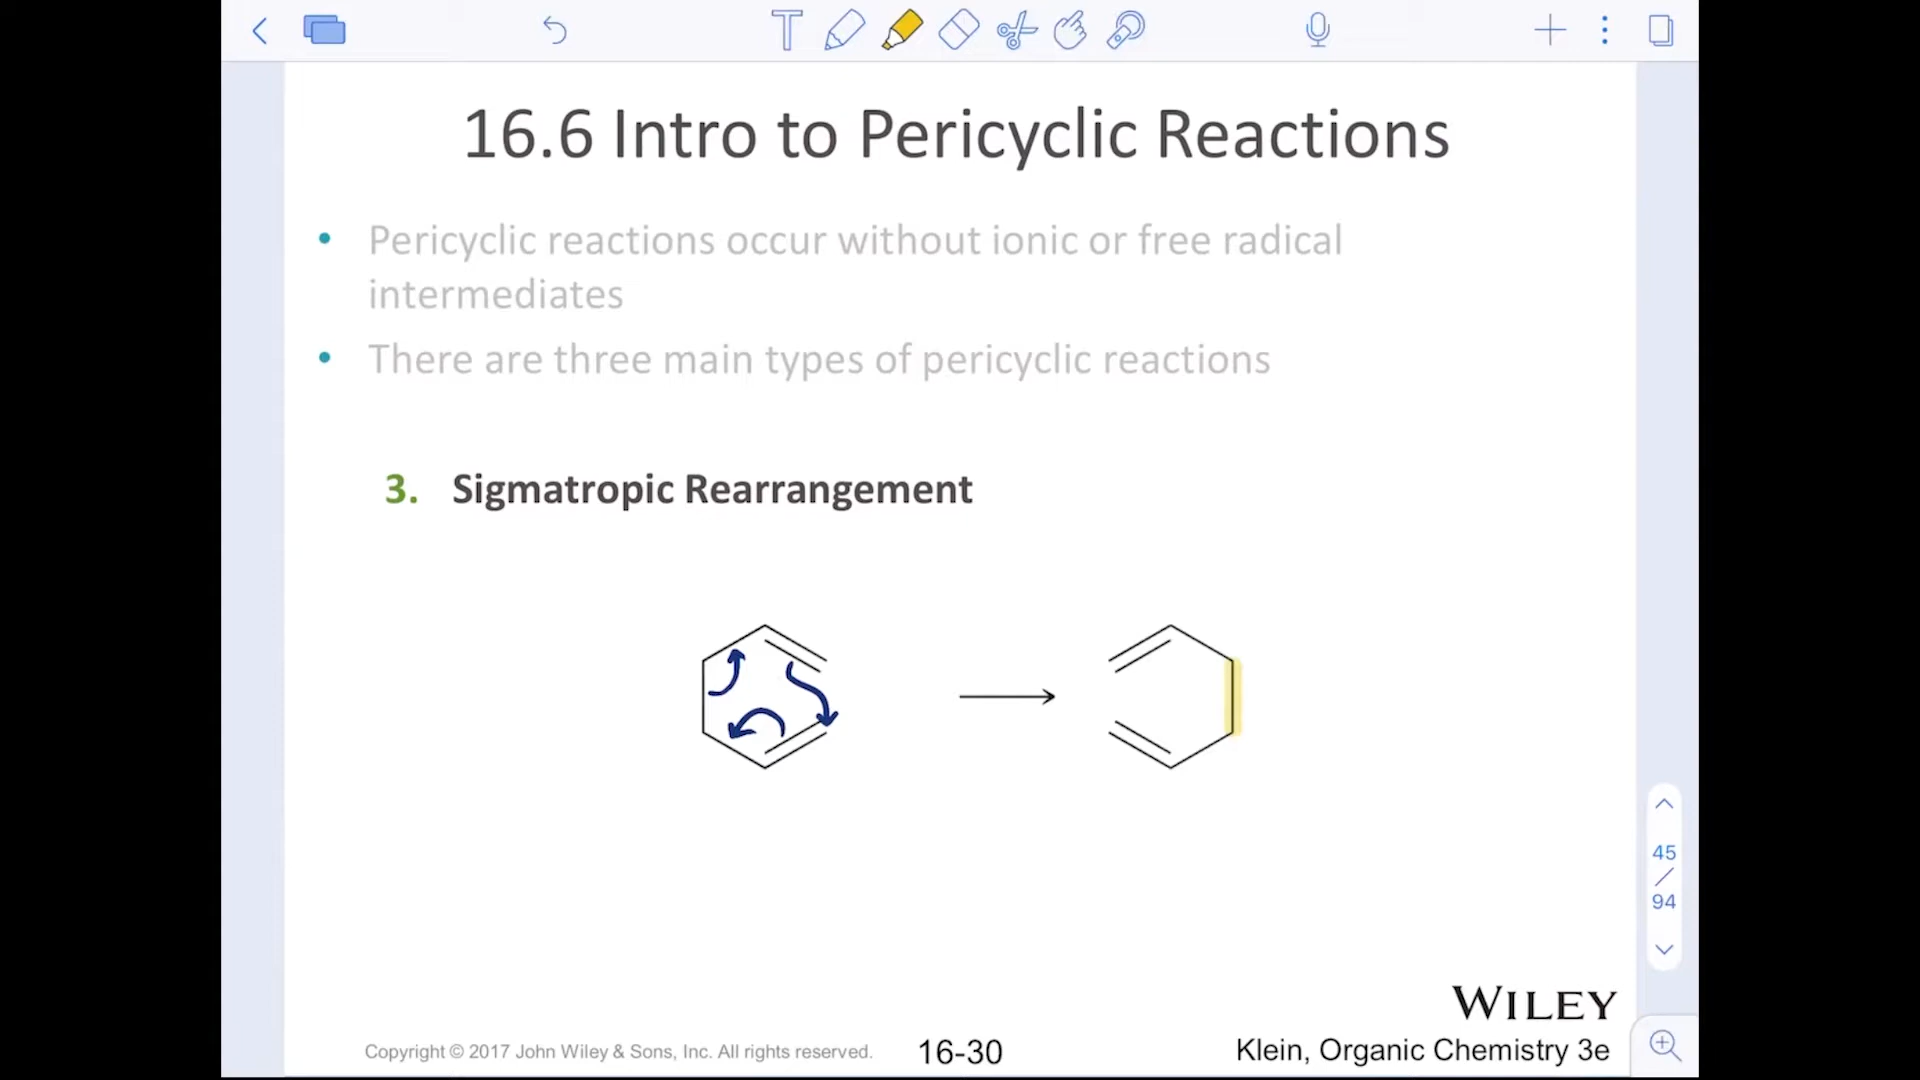 T
16.6 Intro to Pericyclic Reactions
• Pericyclic reactions occur without ionic or free radical
intermediates
• There are three main types of pericyclic reactions
3. Sigmatropic Rearrangement
45
/
94
WILEY
Copyright © 2017 John Wiley & Sons, Inc. All rights reserved.
16-30
Klein, Organic Chemistry 3e